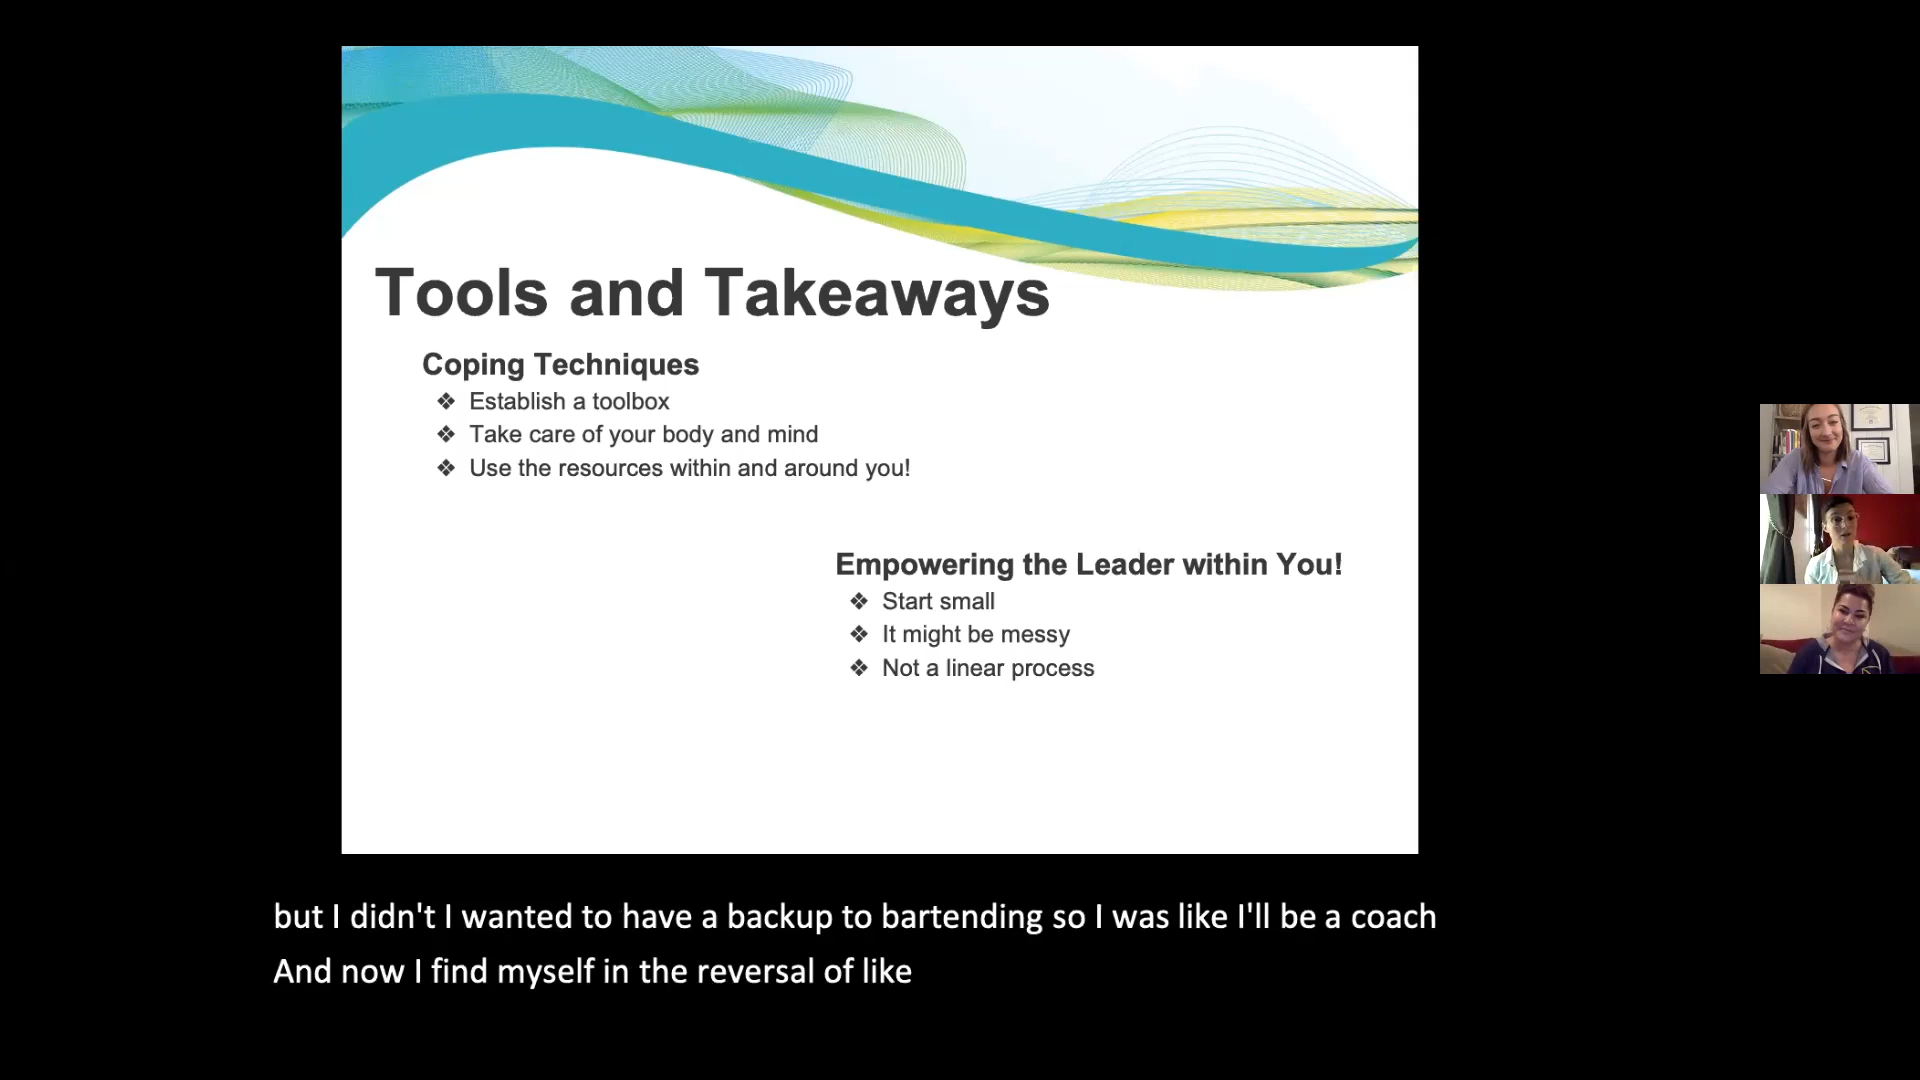 Tools and Takeaways
Coping Techniques
❖ Establish a toolbox
❖ Take care of your body and mind
❖ Use the resources within and around you!
Empowering the Leader within You!
❖ Start small
❖ It might be messy
❖ Not a linear process
but I didn't I wanted to have a backup to bartending so I was like I'll be a coach
And now I find myself in the reversal of like